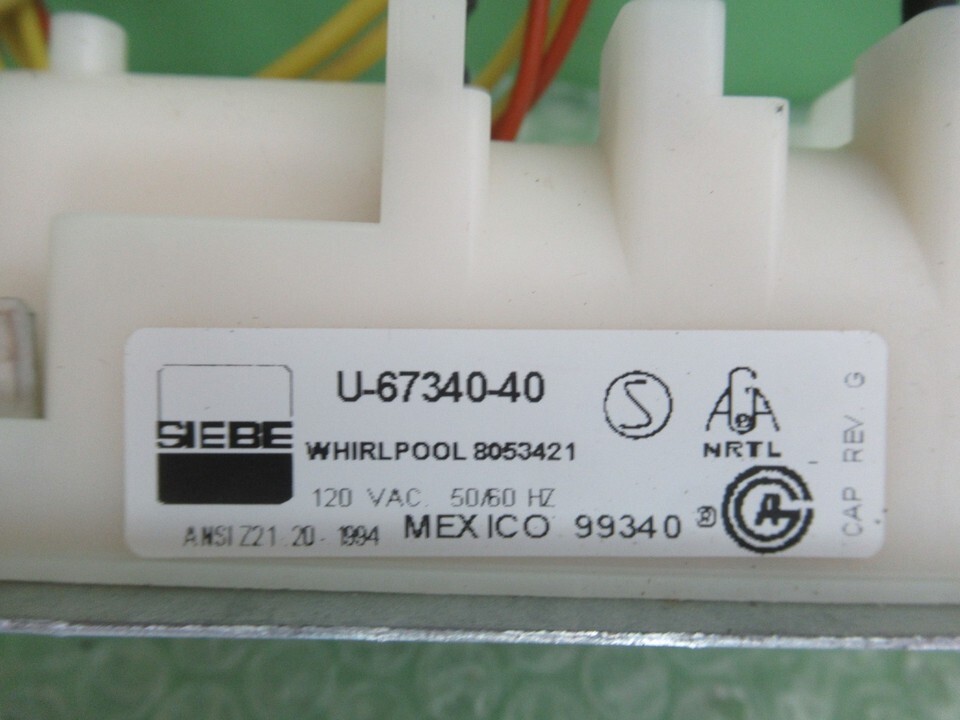 SIEBE
U-67340-40
WHIRLPOOL 8053421
120 VAC. 50/60 HZ
ANSI Z21.20-1994
MEXICO 99340 ®
S
AGA
NRTL
CAP REV. G